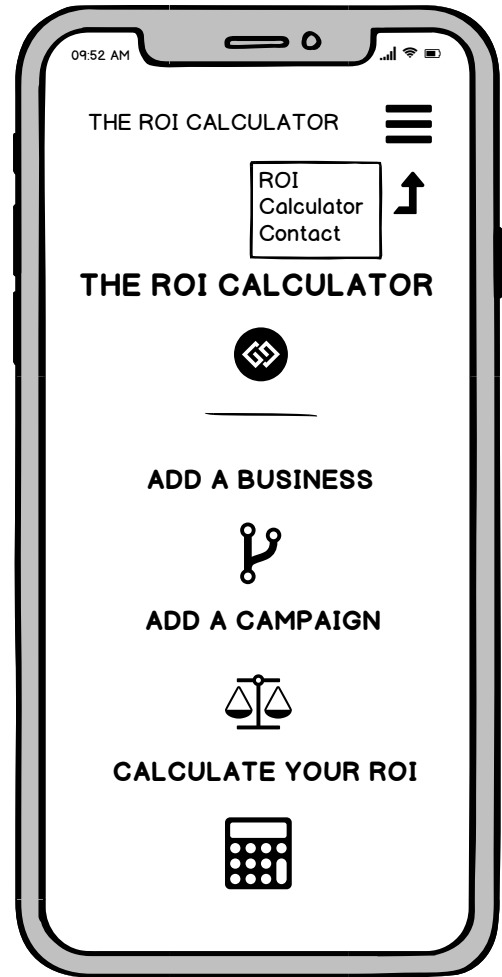 09:52 AM
THE ROI CALCULATOR
ROI
Calculator
Contact
THE ROI CALCULATOR
ADD A BUSINESS
ADD A CAMPAIGN
CALCULATE YOUR ROI